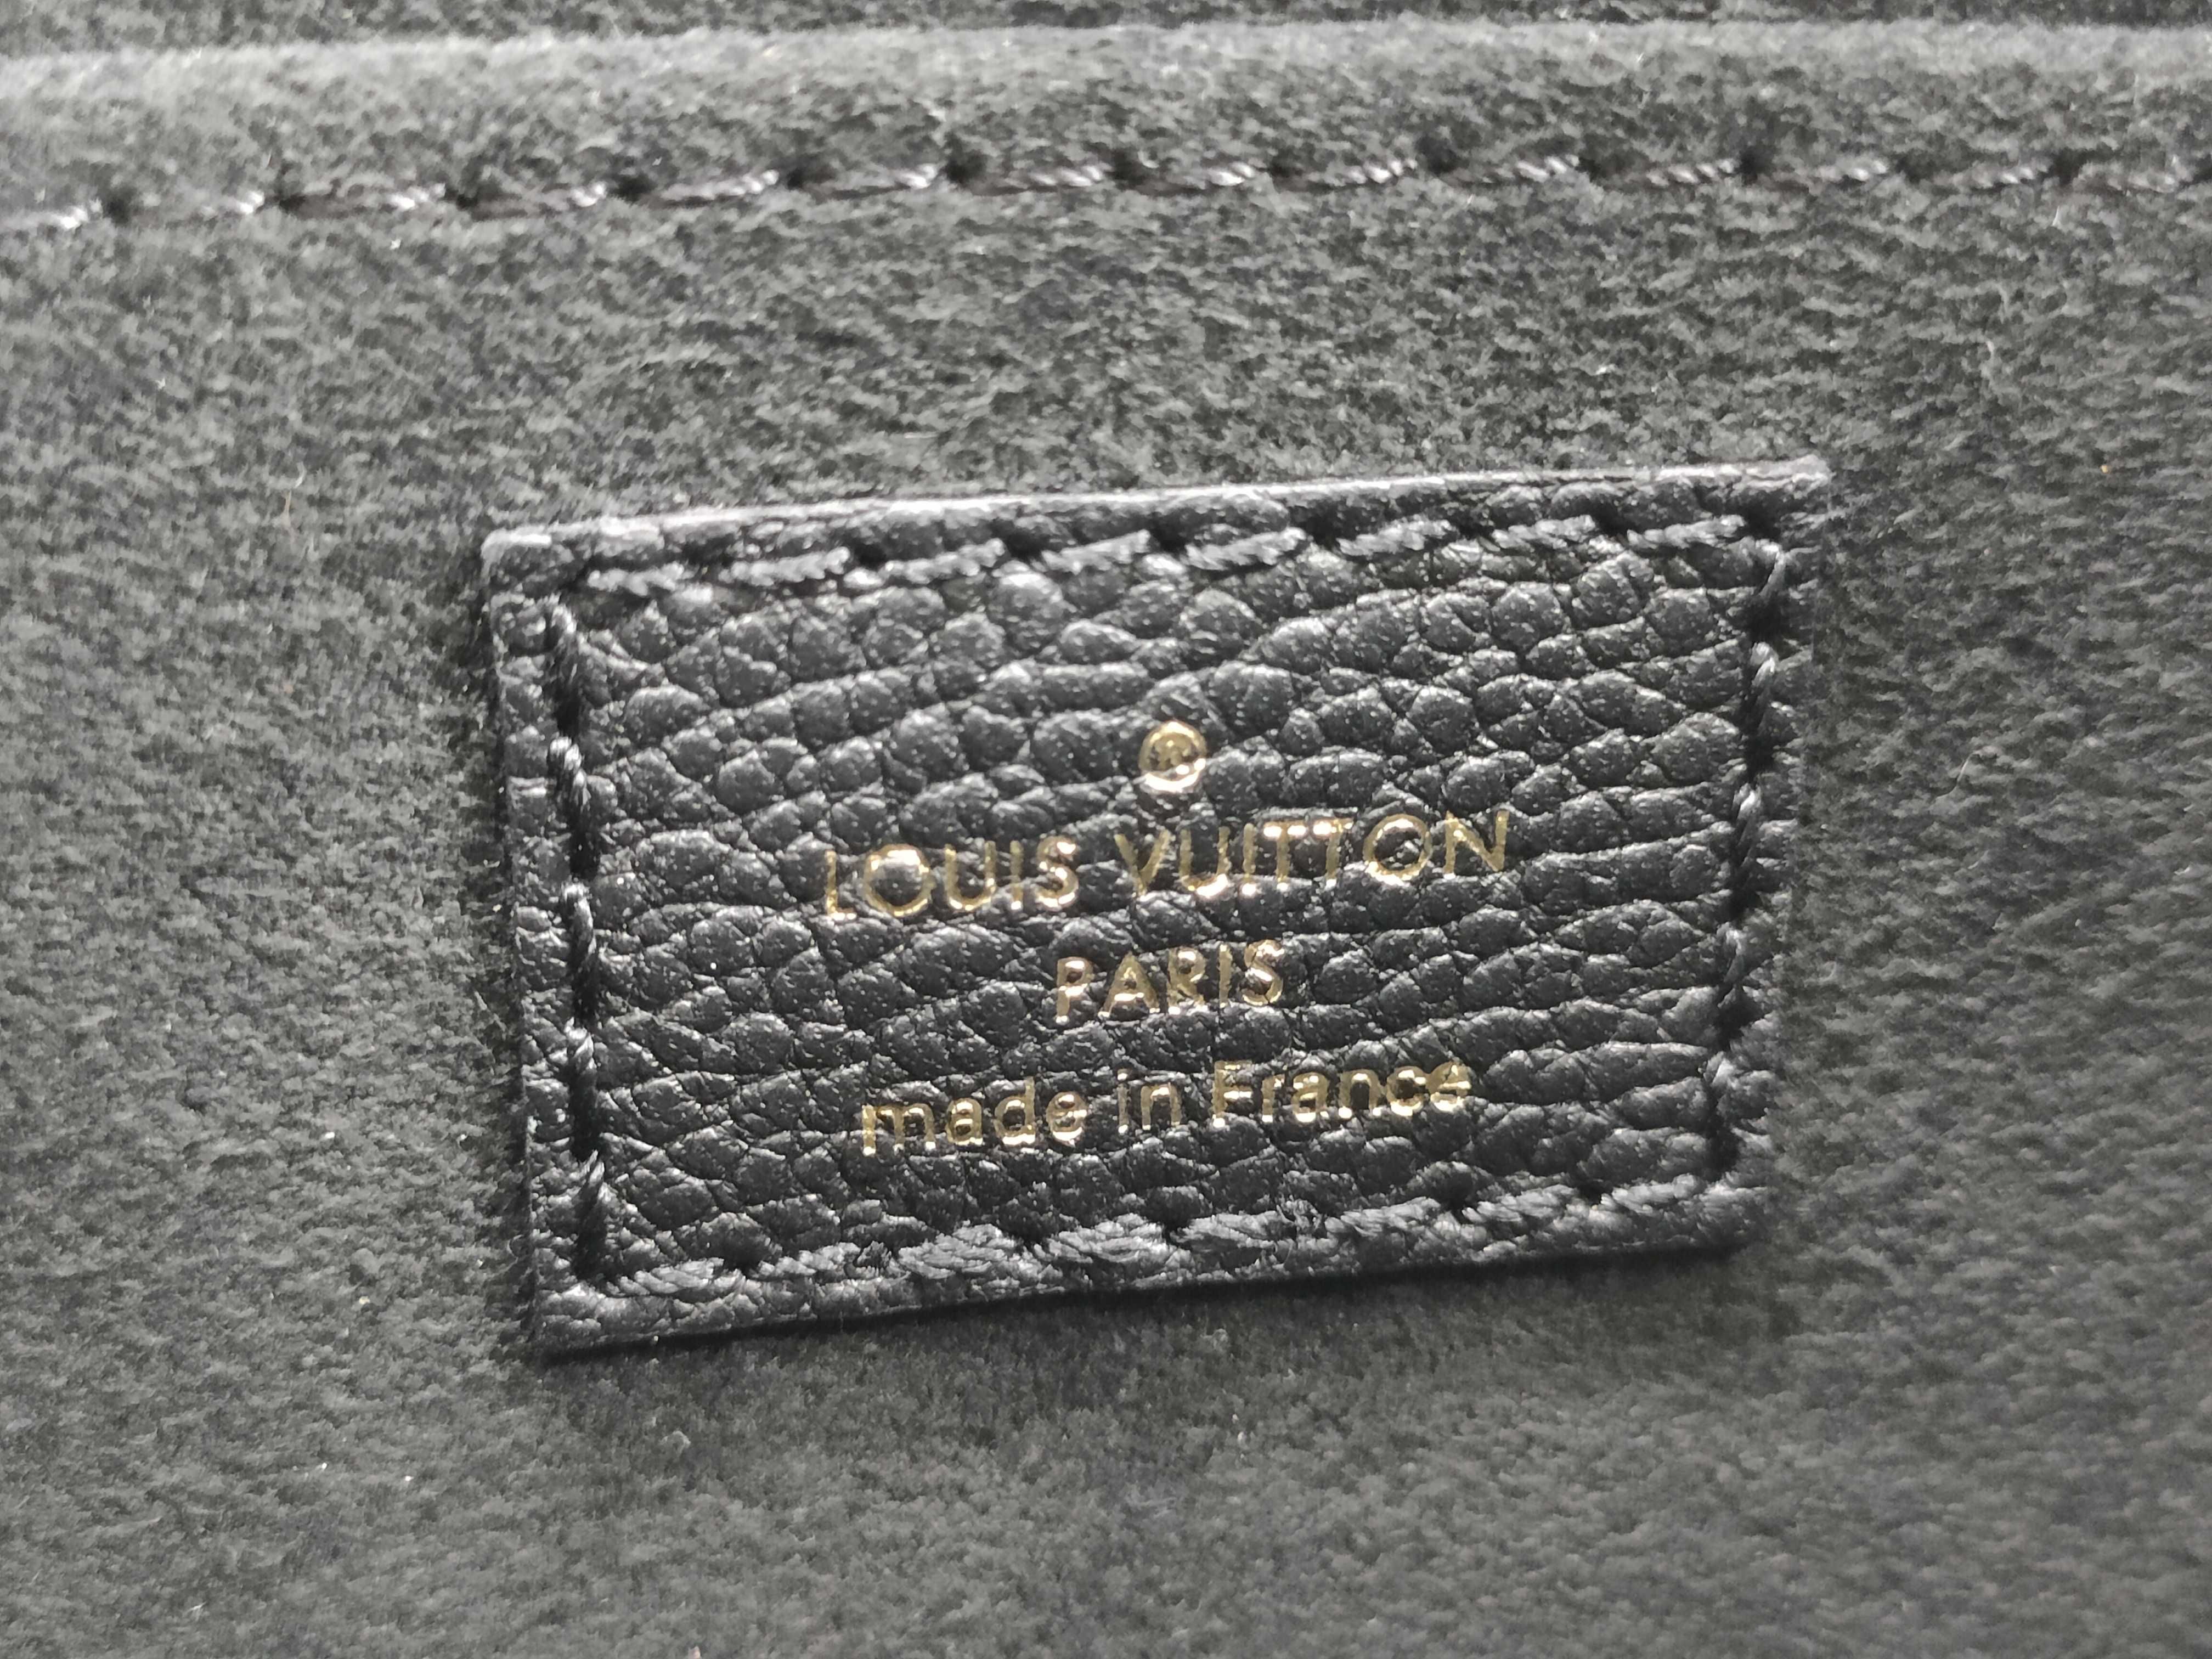 ®
LOUIS VUITTON
PARIS
made in France